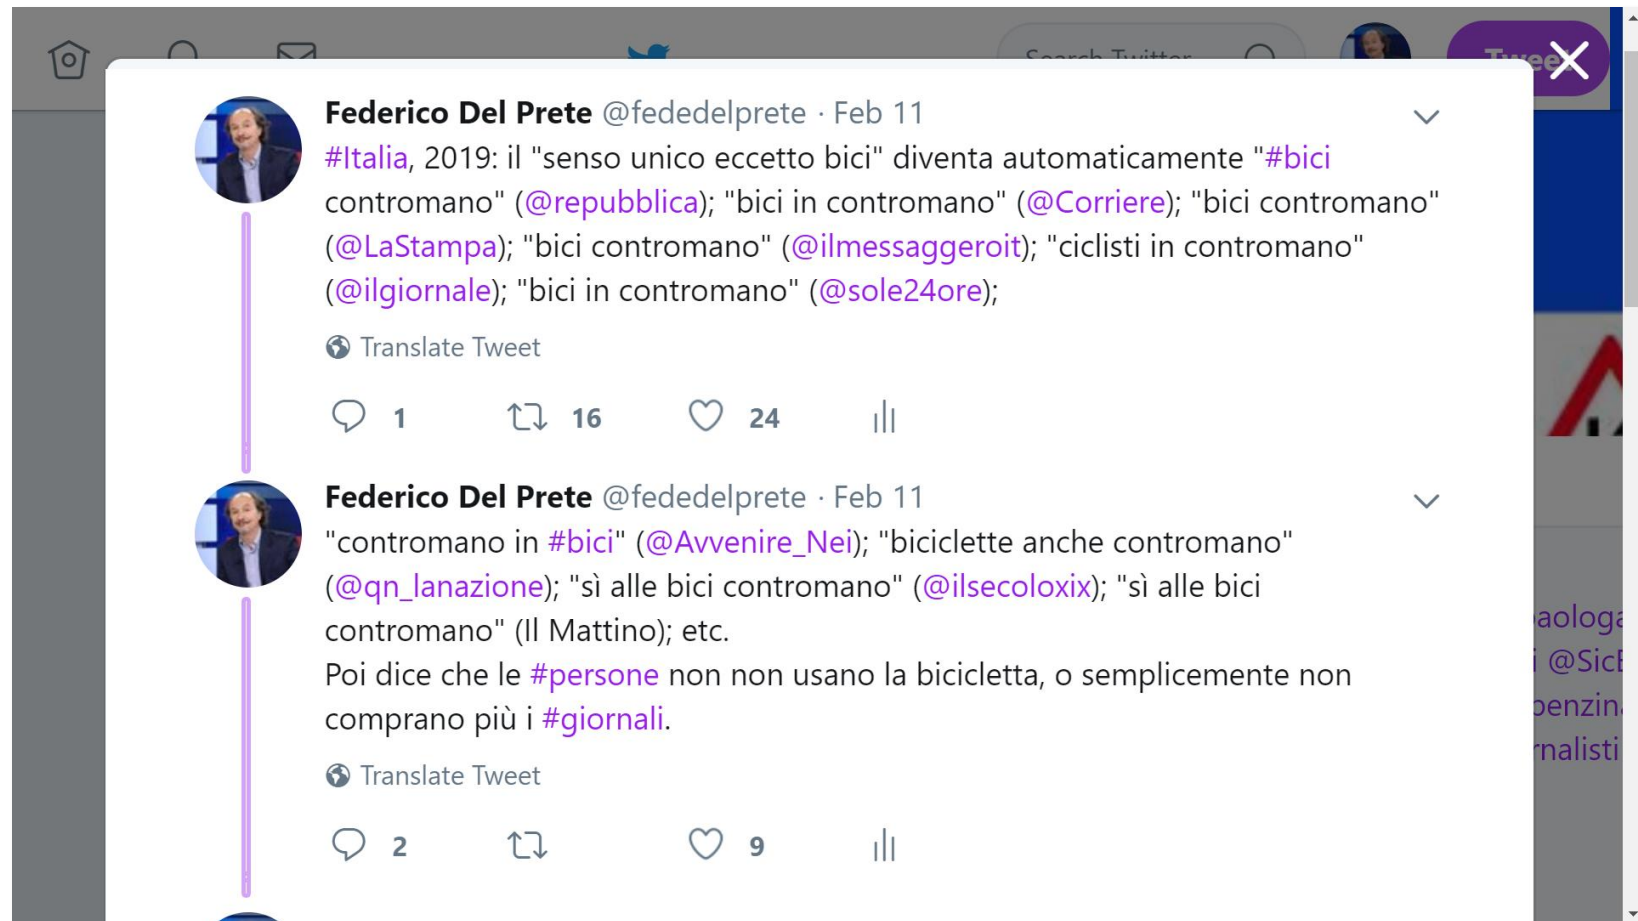 Search Twitter
Tweet
Federico Del Prete @fededelprete · Feb 11
#Italia, 2019: il "senso unico eccetto bici" diventa automaticamente "#bici
contromano" (@repubblica); "bici in contromano" (@Corriere); "bici contromano"
(@LaStampa); "bici contromano" (@ilmessaggeroit); "ciclisti in contromano"
(@ilgiornale); "bici in contromano" (@sole24ore);
Translate Tweet
1 16 24
Federico Del Prete @fededelprete · Feb 11
"contromano in #bici" (@Avvenire_Nei); "biciclette anche contromano"
(@qn_lanazione); "sì alle bici contromano" (@ilsecoloxix); "sì alle bici
contromano" (Il Mattino); etc.
Poi dice che le #persone non non usano la bicicletta, o semplicemente non
comprano più i #giornali.
Translate Tweet
2 9